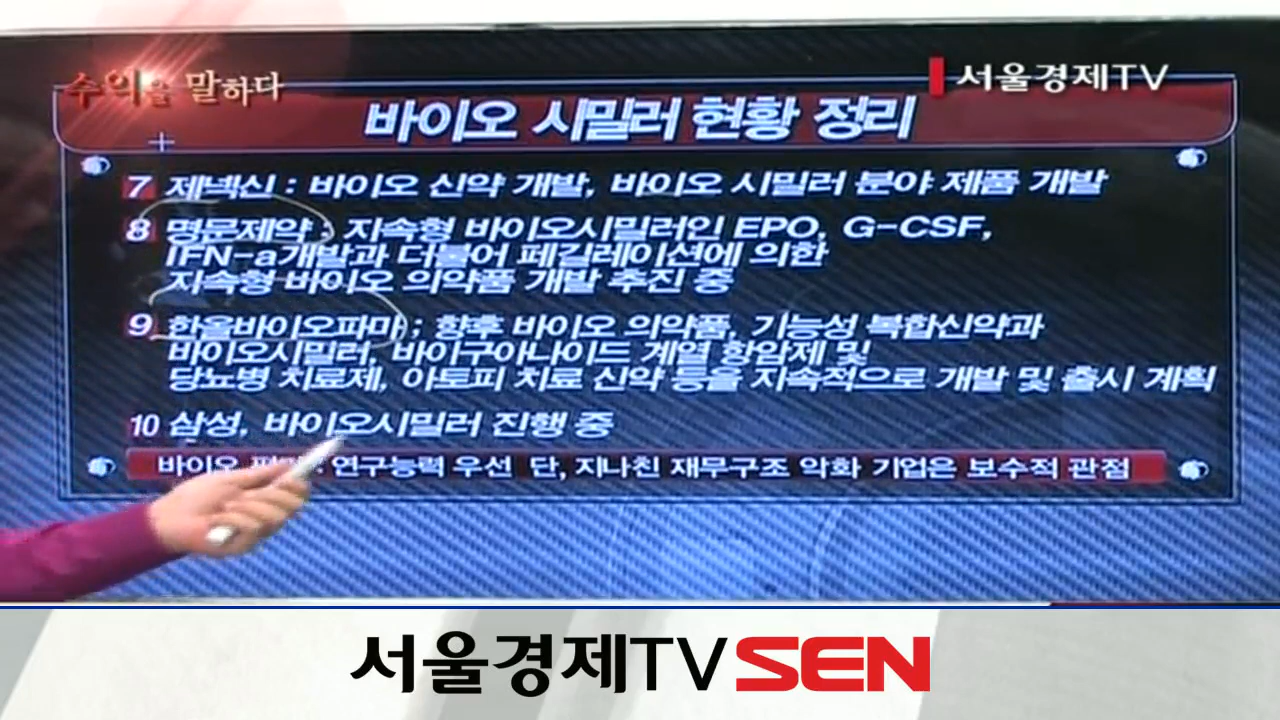 수익을 말하다
서울경제TV
바이오 시밀러 현황 정리
7 제넥신 : 바이오 신약 개발, 바이오 시밀러 분야 제품 개발
8 명문제약 ; 지속형 바이오시밀러인 EPO, G-CSF,
IFN-a개발과 더불어 페길레이션에 의한
지속형 바이오 의약품 개발 추진 중
9 한올바이오파마 ; 향후 바이오 의약품, 기능성 복합신약과
바이오시밀러, 바이구아나이드 계열 항암제 및
당뇨병 치료제, 아토피 치료 신약 등을 지속적으로 개발 및 출시 계획
10 삼성, 바이오시밀러 진행 중
바이오 : 연구능력 우선 단, 지나친 재무구조 악화 기업은 보수적 관점
서울경제TV SEN